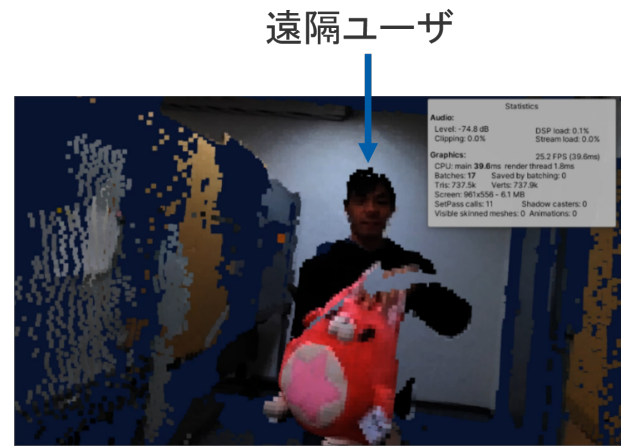 遠隔ユーザ
Statistics
Audio:
Level: -74.8 dB DSP load: 0.1%
Clipping: 0.0% Stream load: 0.0%
Graphics: 25.2 FPS (39.6ms)
CPU: main 39.6ms render thread 1.6ms
Batches: 17 Saved by batching: 0
Tris: 737.5k Verts: 737.9k
Screen: 961x556 - 6.1 MB
SetPass calls: 11 Shadow casters: 0
Visible skinned meshes: 0 Animations: 0